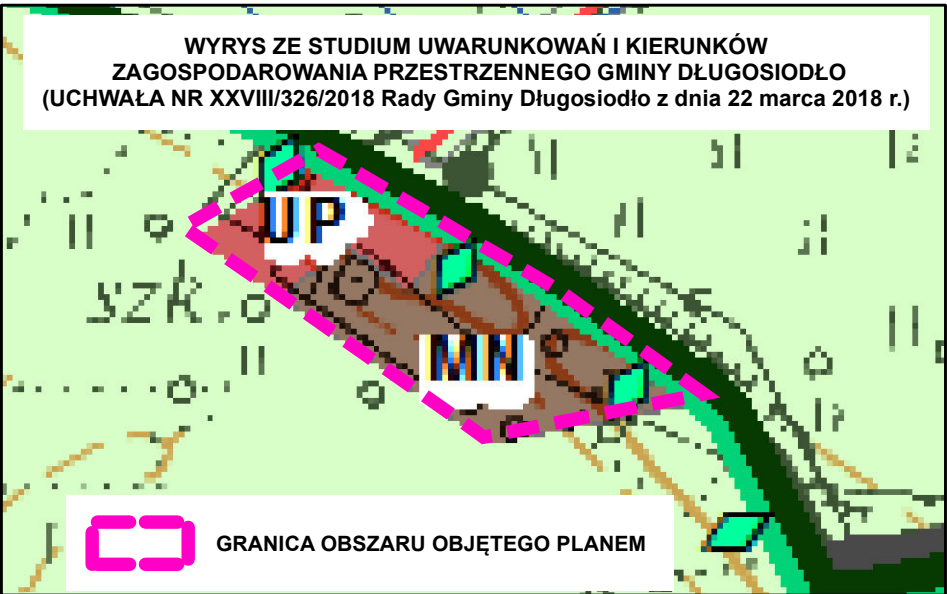 WYRYS ZE STUDIUM UWARUNKOWAŃ I KIERUNKÓW
ZAGOSPODAROWANIA PRZESTRZENNEGO GMINY DŁUGOSIODŁO
(UCHWAŁA NR XXVIII/326/2018 Rady Gminy Długosiodło z dnia 22 marca 2018 r.)
UP
szk.
MN
GRANICA OBSZARU OBJĘTEGO PLANEM